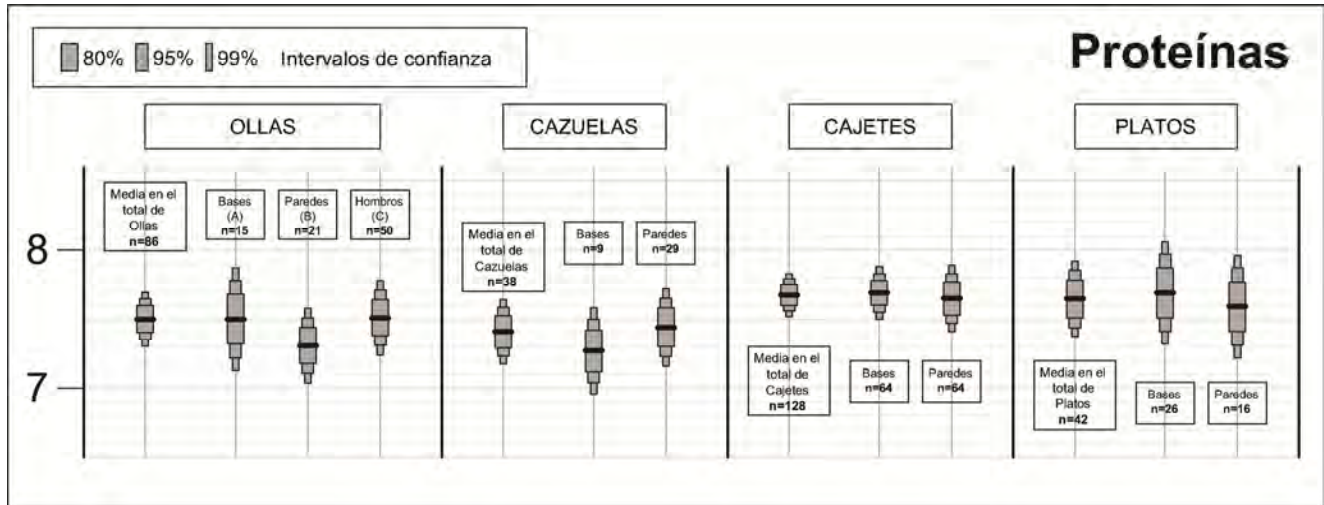 80% 95% 99% Intervalos de confianza
Proteínas
OLLAS
CAZUELAS
CAJETES
PLATOS
8
7
Media en el
total de
Ollas
n=86
Bases
(A)
n=15
Paredes
(B)
n=21
Hombros
(C)
n=50
Media en el
total de
Cazuelas
n=38
Bases
n=9
Paredes
n=29
Media en el
total de
Cajetes
n=128
Bases
n=64
Paredes
n=64
Media en el
total de
Platos
n=42
Bases
n=26
Paredes
n=16